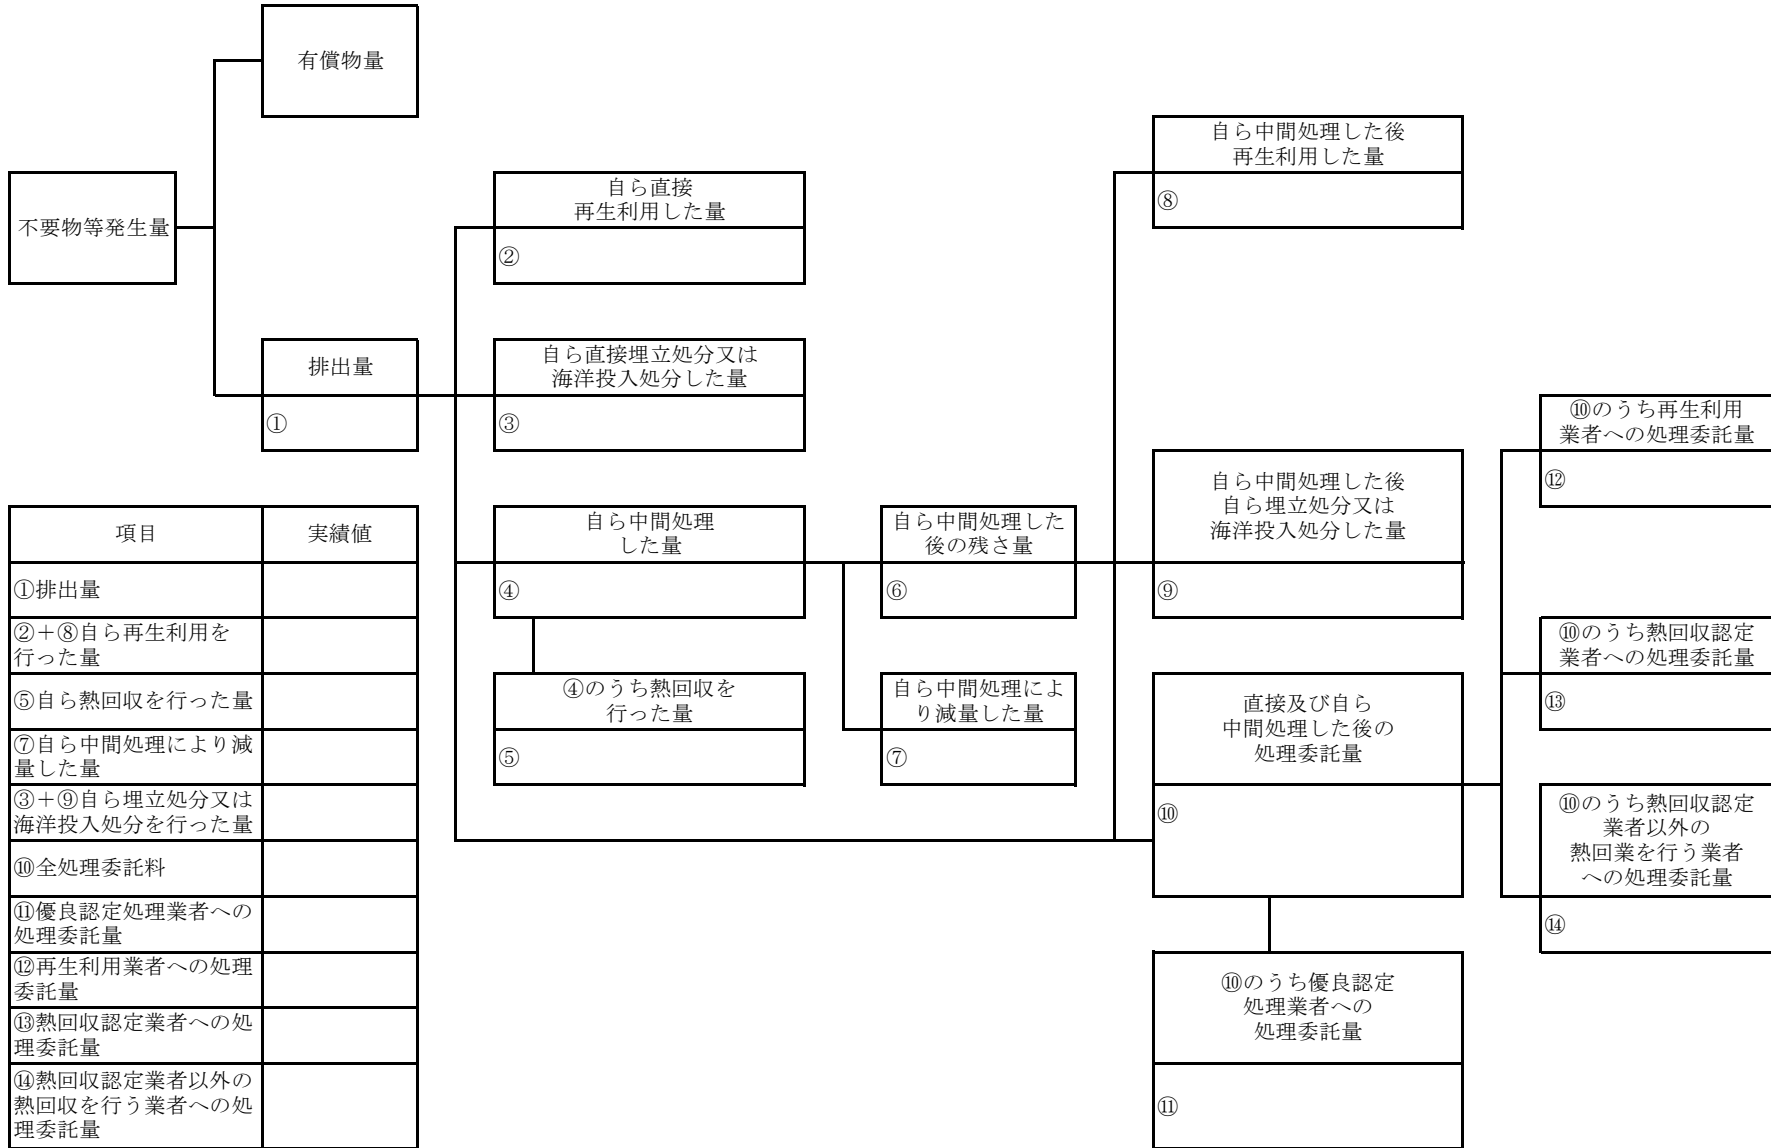 有償物量
不要物等発生量
排出量
①
自ら直接
再生利用した量
②
自ら直接埋立処分又は
海洋投入処分した量
③
自ら中間処理
した量
④
④のうち熱回収を
行った量
⑤
自ら中間処理した
後の残さ量
⑥
自ら中間処理によ
り減量した量
⑦
自ら中間処理した後
再生利用した量
⑧
自ら中間処理した後
自ら埋立処分又は
海洋投入処分した量
⑨
直接及び自ら
中間処理した後の
処理委託量
⑩
⑩のうち優良認定
処理業者への
処理委託量
⑪
⑩のうち再生利用
業者への処理委託量
⑫
⑩のうち熱回収認定
業者への処理委託量
⑬
⑩のうち熱回収認定
業者以外の
熱回業を行う業者
への処理委託量
⑭
項目 実績値
①排出量
②＋⑧自ら再生利用を
行った量
⑤自ら熱回収を行った量
⑦自ら中間処理により減
量した量
③＋⑨自ら埋立処分又は
海洋投入処分を行った量
⑩全処理委託料
⑪優良認定処理業者への
処理委託量
⑫再生利用業者への処理
委託量
⑬熱回収認定業者への処
理委託量
⑭熱回収認定業者以外の
熱回収を行う業者への処
理委託量